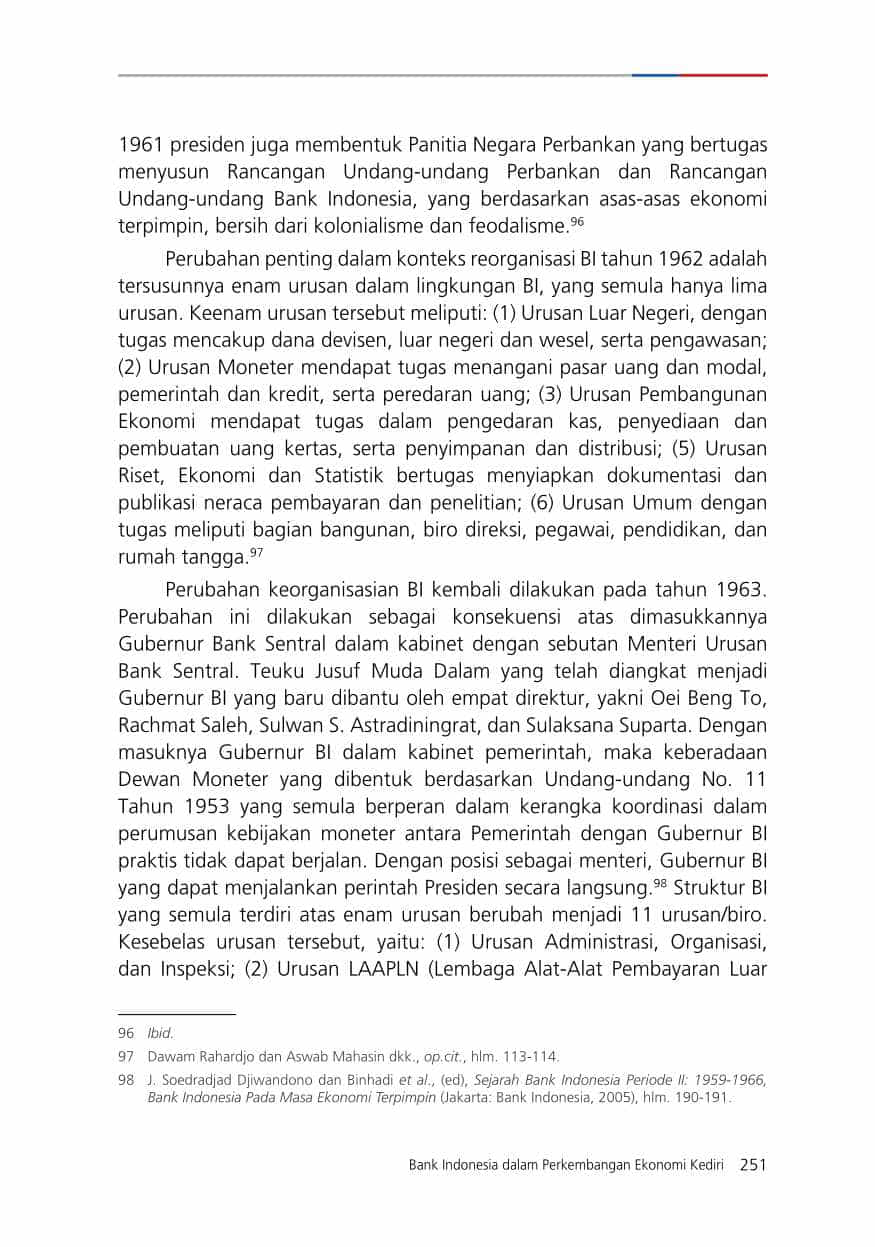 1961 presiden juga membentuk Panitia Negara Perbankan yang bertugas
menyusun Rancangan Undang-undang Perbankan dan Rancangan
Undang-undang Bank Indonesia, yang berdasarkan asas-asas ekonomi
terpimpin, bersih dari kolonialisme dan feodalisme.96
Perubahan penting dalam konteks reorganisasi BI tahun 1962 adalah
tersusunnya enam urusan dalam lingkungan BI, yang semula hanya lima
urusan. Keenam urusan tersebut meliputi: (1) Urusan Luar Negeri, dengan
tugas mencakup dana devisen, luar negeri dan wesel, serta pengawasan;
(2) Urusan Moneter mendapat tugas menangani pasar uang dan modal,
pemerintah dan kredit, serta peredaran uang; (3) Urusan Pembangunan
Ekonomi mendapat tugas dalam pengedaran kas, penyediaan dan
pembuatan uang kertas, serta penyimpanan dan distribusi; (5) Urusan
Riset, Ekonomi dan Statistik bertugas menyiapkan dokumentasi dan
publikasi neraca pembayaran dan penelitian; (6) Urusan Umum dengan
tugas meliputi bagian bangunan, biro direksi, pegawai, pendidikan, dan
rumah tangga.97
Perubahan keorganisasian BI kembali dilakukan pada tahun 1963.
Perubahan ini dilakukan sebagai konsekuensi atas dimasukkannya
Gubernur Bank Sentral dalam kabinet dengan sebutan Menteri Urusan
Bank Sentral. Teuku Jusuf Muda Dalam yang telah diangkat menjadi
Gubernur BI yang baru dibantu oleh empat direktur, yakni Oei Beng To,
Rachmat Saleh, Sulwan S. Astradiningrat, dan Sulaksana Suparta. Dengan
masuknya Gubernur BI dalam kabinet pemerintah, maka keberadaan
Dewan Moneter yang dibentuk berdasarkan Undang-undang No. 11
Tahun 1953 yang semula berperan dalam kerangka koordinasi dalam
perumusan kebijakan moneter antara Pemerintah dengan Gubernur BI
praktis tidak dapat berjalan. Dengan posisi sebagai menteri, Gubernur BI
yang dapat menjalankan perintah Presiden secara langsung.98 Struktur BI
yang semula terdiri atas enam urusan berubah menjadi 11 urusan/biro.
Kesebelas urusan tersebut, yaitu: (1) Urusan Administrasi, Organisasi,
dan Inspeksi; (2) Urusan LAAPLN (Lembaga Alat-Alat Pembayaran Luar
96 Ibid.
97 Dawam Rahardjo dan Aswab Mahasin dkk., op.cit., hlm. 113-114.
98 J. Soedradjad Djiwandono dan Binhadi et al., (ed), Sejarah Bank Indonesia Periode II: 1959-1966,
Bank Indonesia Pada Masa Ekonomi Terpimpin (Jakarta: Bank Indonesia, 2005), hlm. 190-191.
Bank Indonesia dalam Perkembangan Ekonomi Kediri 251